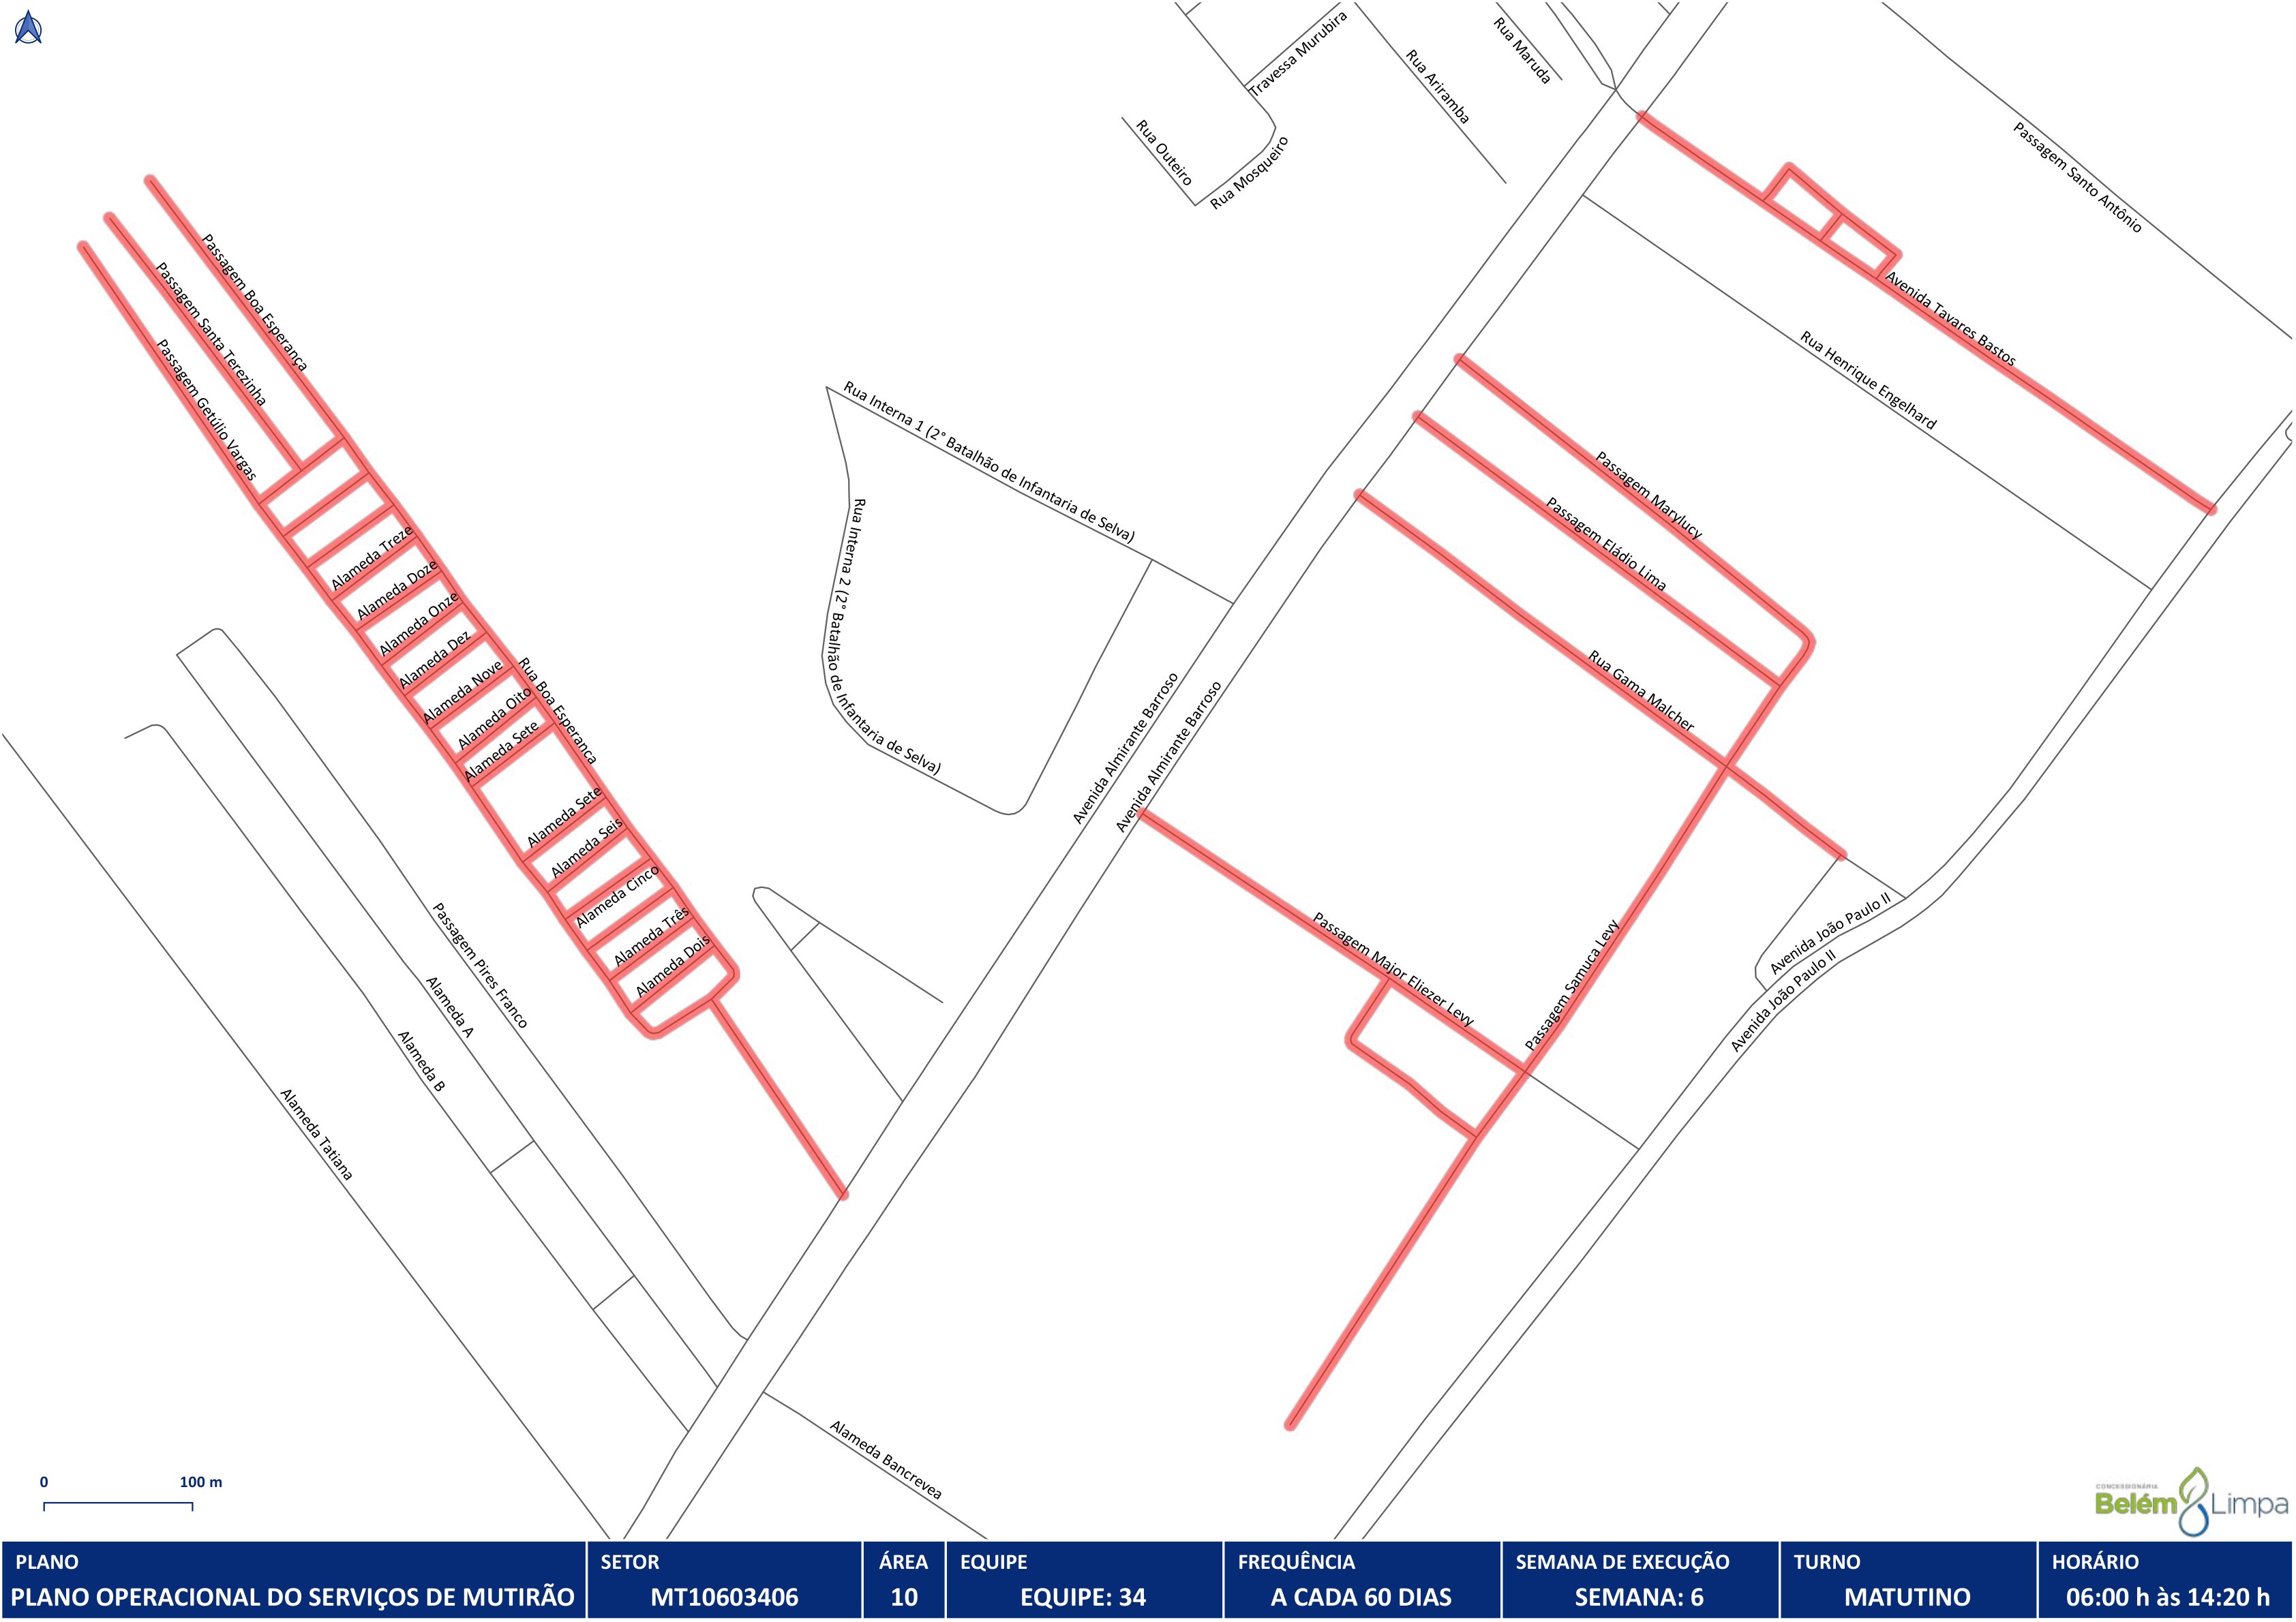 Rua Maruda
Travessa Murubira
Rua Ariramba
Rua Outeiro
Rua Mosqueiro
Passagem Santo Antônio
Passagem Boa Esperança
Passagem Santa Terezinha
Passagem Getúlio Vargas
Avenida Tavares Bastos
Rua Henrique Engelhard
Rua Interna 1 (2° Batalhão de Infantaria de Selva)
Rua Interna 2 (2° Batalhão de Infantaria de Selva)
Passagem Marylucy
Passagem Eládio Lima
Rua Gama Malcher
Alameda Treze
Alameda Doze
Alameda Onze
Alameda Dez
Alameda Nove
Alameda Oito
Alameda Sete
Rua Boa Esperança
Alameda Sete
Alameda Seis
Alameda Cinco
Alameda Três
Alameda Dois
Avenida Almirante Barroso
Avenida Almirante Barroso
Passagem Pires Franco
Alameda A
Alameda B
Alameda Tatiana
Passagem Major Eliezer Levy
Passagem Samuca Levy
Avenida João Paulo II
Avenida João Paulo II
Alameda Bancrevea
0 100 m
CONCESSIONÁRIA
Belém Limpa
PLANO
PLANO OPERACIONAL DO SERVIÇOS DE MUTIRÃO
SETOR
MT10603406
ÁREA
10
EQUIPE
EQUIPE: 34
FREQUÊNCIA
A CADA 60 DIAS
SEMANA DE EXECUÇÃO
SEMANA: 6
TURNO
MATUTINO
HORÁRIO
06:00 h às 14:20 h